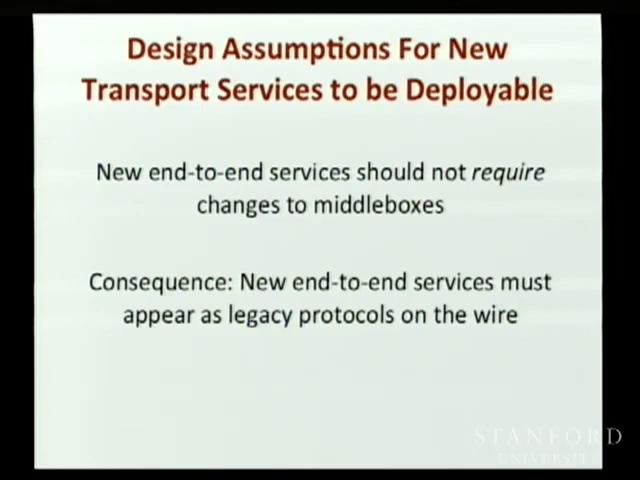 Design Assumptions For New
Transport Services to be Deployable
New end-to-end services should not require
changes to middleboxes
Consequence: New end-to-end services must
appear as legacy protocols on the wire
STANFORD
UNIVERSITY